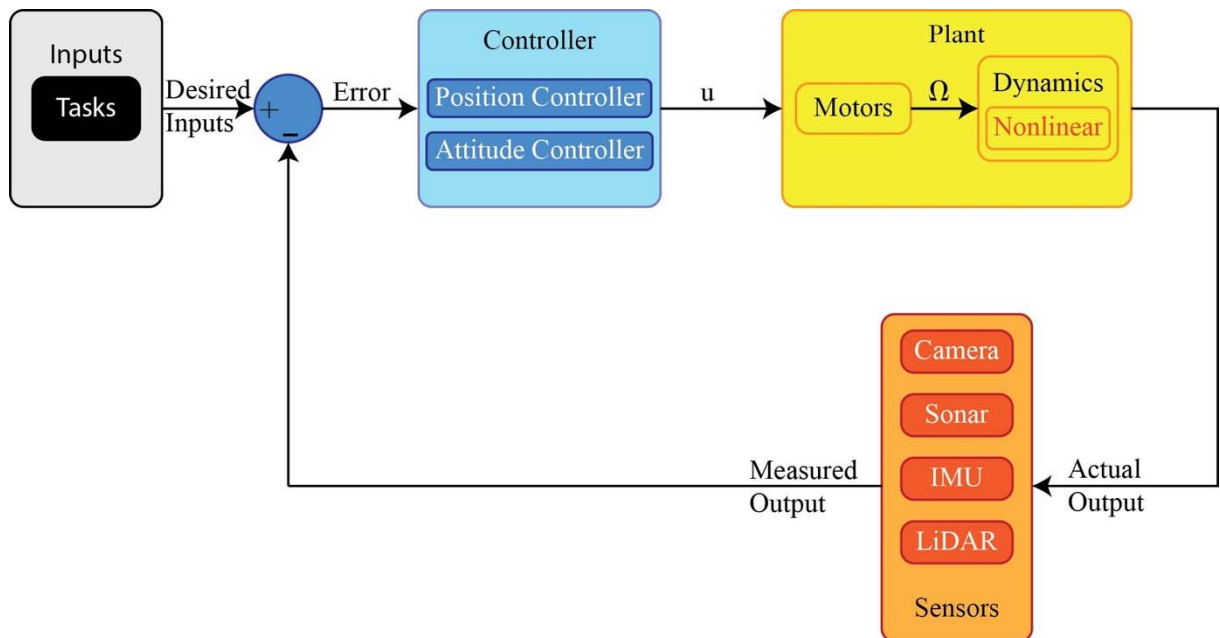 Inputs
Tasks
Desired
Inputs
+
-
Error
Controller
Position Controller
Attitude Controller
u
Plant
Motors
Ω
Dynamics
Nonlinear
Camera
Sonar
IMU
LiDAR
Sensors
Actual
Output
Measured
Output